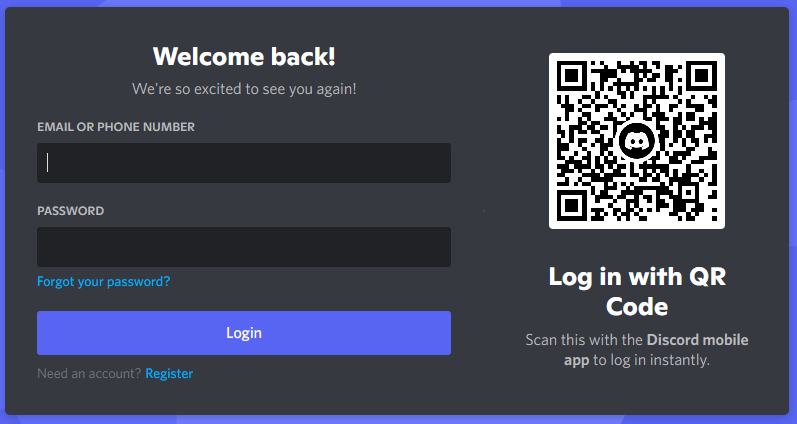 Welcome back!
We're so excited to see you again!
EMAIL OR PHONE NUMBER
PASSWORD
Forgot your password?
Login
Need an account? Register
Log in with QR
Code
Scan this with the Discord mobile
app to log in instantly.